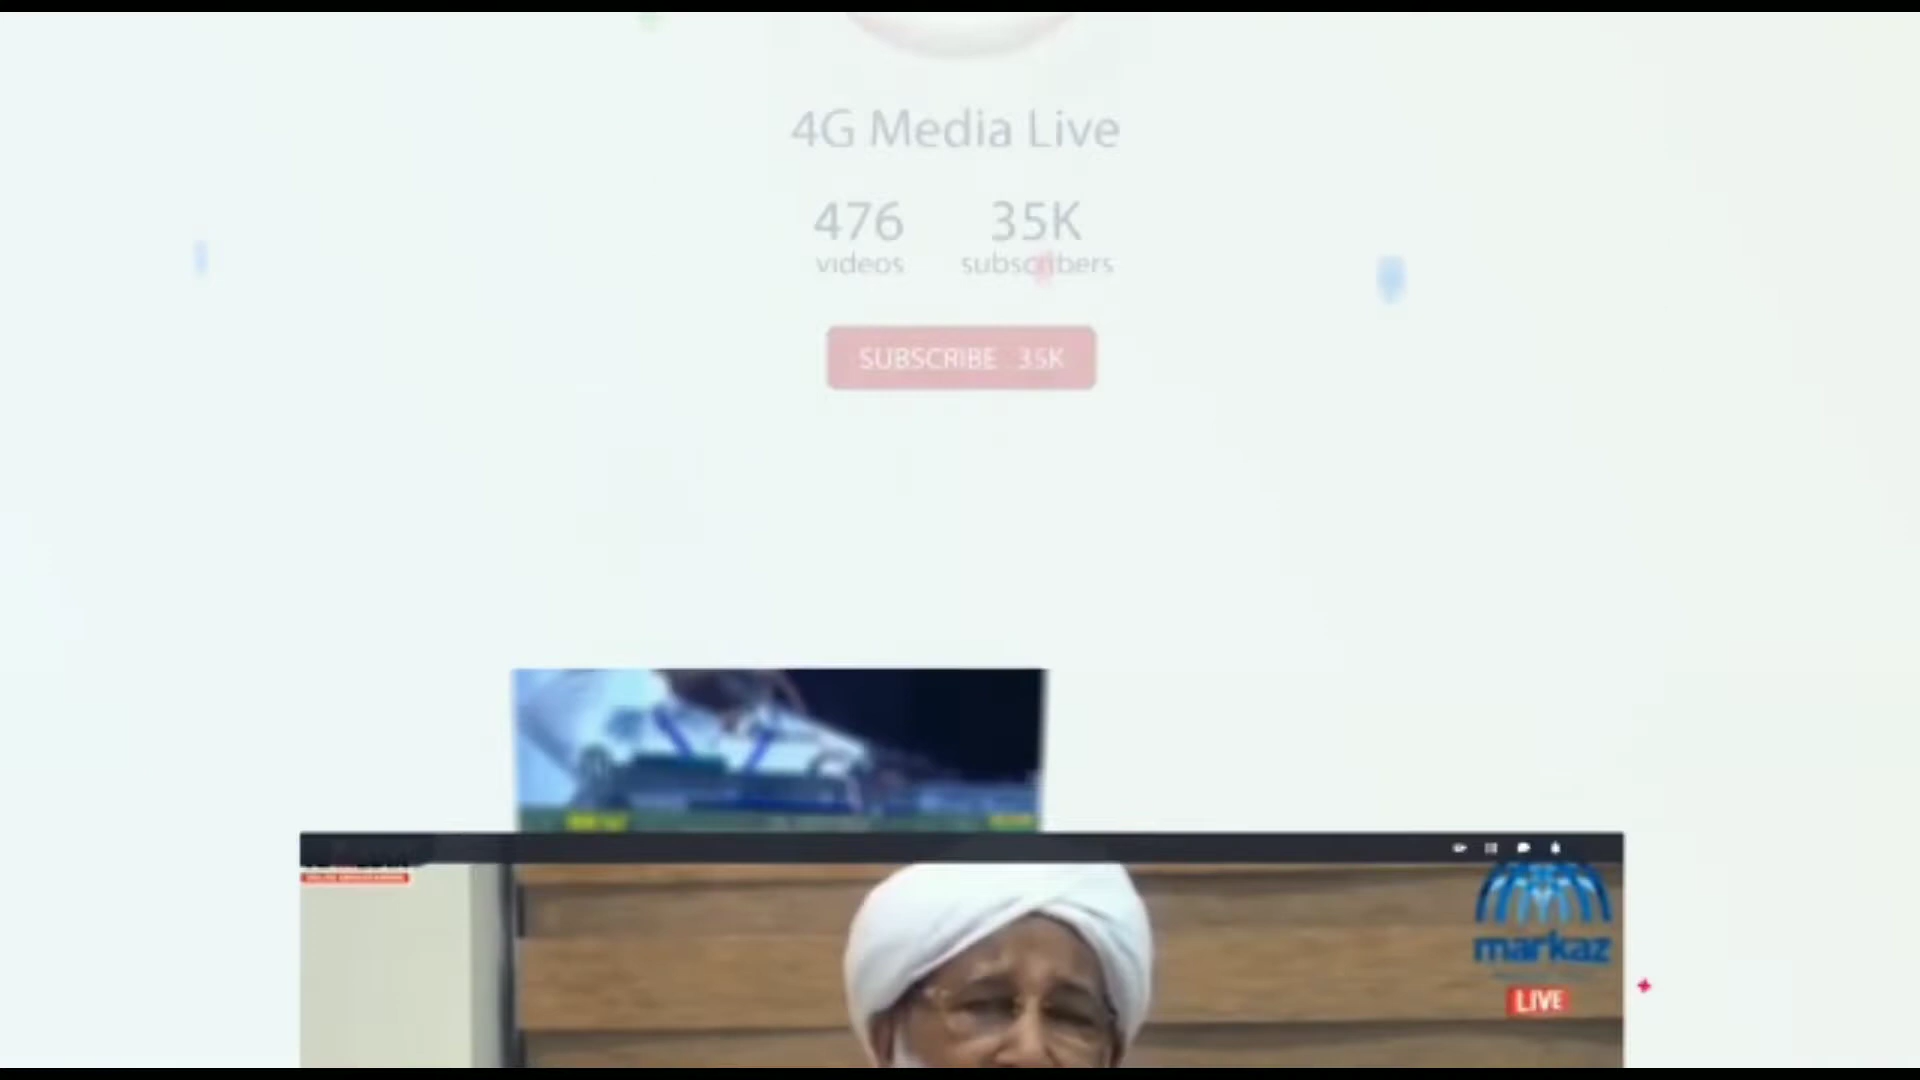 4G Media Live
476 35K
videos subscribers
SUBSCRIBE 35K
markaz
LIVE